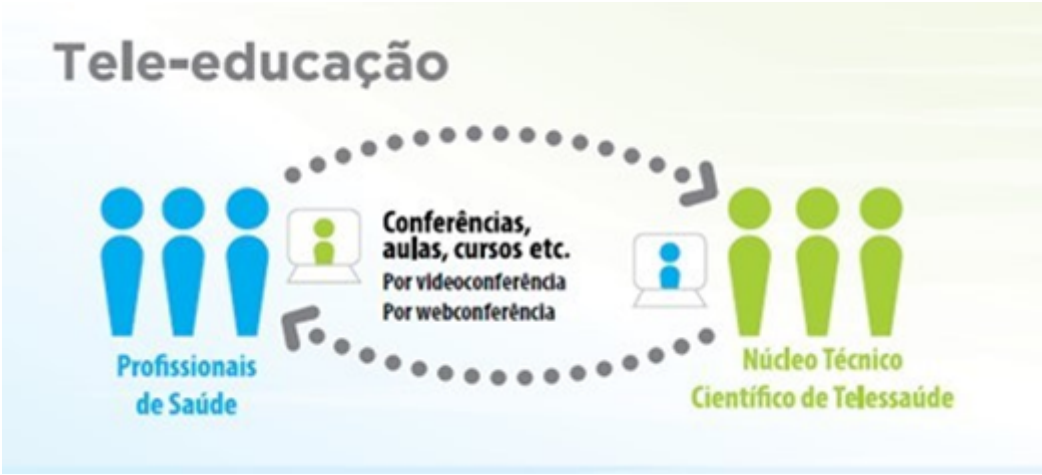 Tele-educação
Conferências,
aulas, cursos etc.
Por videoconferência
Por webconferência
Profissionais
de Saúde
Núcleo Técnico
Científico de Telessaúde